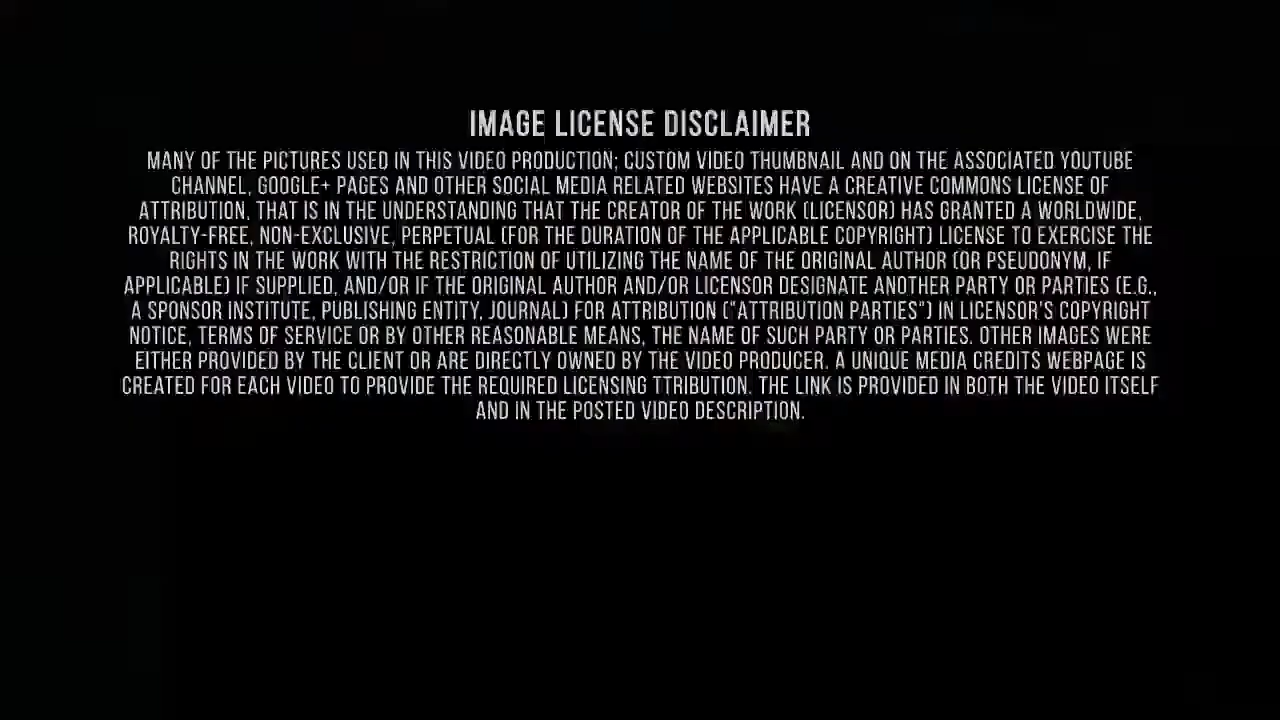 IMAGE LICENSE DISCLAIMER
MANY OF THE PICTURES USED IN THIS VIDEO PRODUCTION; CUSTOM VIDEO THUMBNAIL AND ON THE ASSOCIATED YOUTUBE
CHANNEL, GOOGLE+ PAGES AND OTHER SOCIAL MEDIA RELATED WEBSITES HAVE A CREATIVE COMMONS LICENSE OF
ATTRIBUTION, THAT IS IN THE UNDERSTANDING THAT THE CREATOR OF THE WORK (LICENSOR) HAS GRANTED A WORLDWIDE,
ROYALTY-FREE, NON-EXCLUSIVE, PERPETUAL (FOR THE DURATION OF THE APPLICABLE COPYRIGHT) LICENSE TO EXERCISE THE
RIGHTS IN THE WORK WITH THE RESTRICTION OF UTILIZING THE NAME OF THE ORIGINAL AUTHOR (OR PSEUDONYM, IF
APPLICABLE) IF SUPPLIED, AND/OR IF THE ORIGINAL AUTHOR AND/OR LICENSOR DESIGNATE ANOTHER PARTY OR PARTIES (E.G.,
A SPONSOR INSTITUTE, PUBLISHING ENTITY, JOURNAL) FOR ATTRIBUTION ("ATTRIBUTION PARTIES") IN LICENSOR'S COPYRIGHT
NOTICE, TERMS OF SERVICE OR BY OTHER REASONABLE MEANS, THE NAME OF SUCH PARTY OR PARTIES. OTHER IMAGES WERE
EITHER PROVIDED BY THE CLIENT OR ARE DIRECTLY OWNED BY THE VIDEO PRODUCER. A UNIQUE MEDIA CREDITS WEBPAGE IS
CREATED FOR EACH VIDEO TO PROVIDE THE REQUIRED LICENSING TTRIBUTION. THE LINK IS PROVIDED IN BOTH THE VIDEO ITSELF
AND IN THE POSTED VIDEO DESCRIPTION.